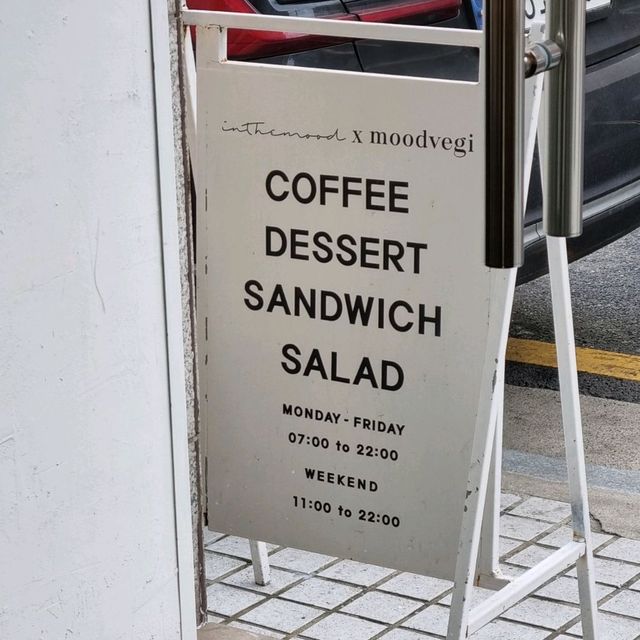 inthemood x moodvegi
COFFEE
DESSERT
SANDWICH
SALAD
MONDAY-FRIDAY
07:00 to 22:00
WEEKEND
11:00 to 22:00